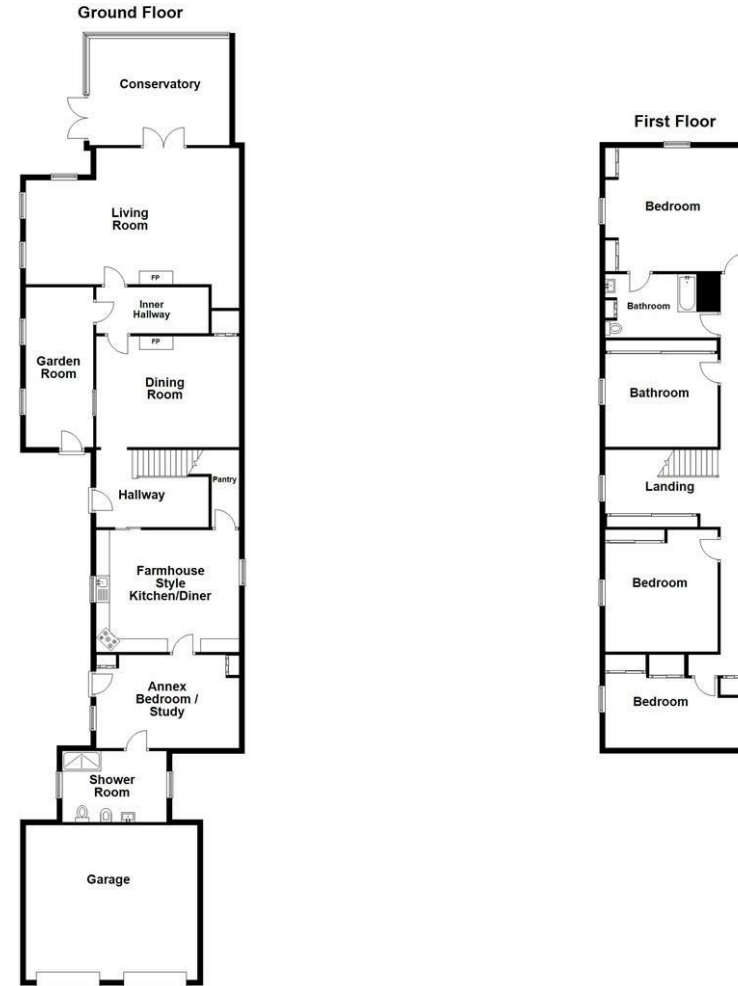 Ground Floor
Conservatory
Living
Room
FP
Inner
Hallway
FP
Garden
Room
Dining
Room
Pantry
Hallway
Farmhouse
Style
Kitchen/Diner
Annex
Bedroom /
Study
Shower
Room
Garage
First Floor
Bedroom
Bathroom
Bathroom
Landing
Bedroom
Bedroom